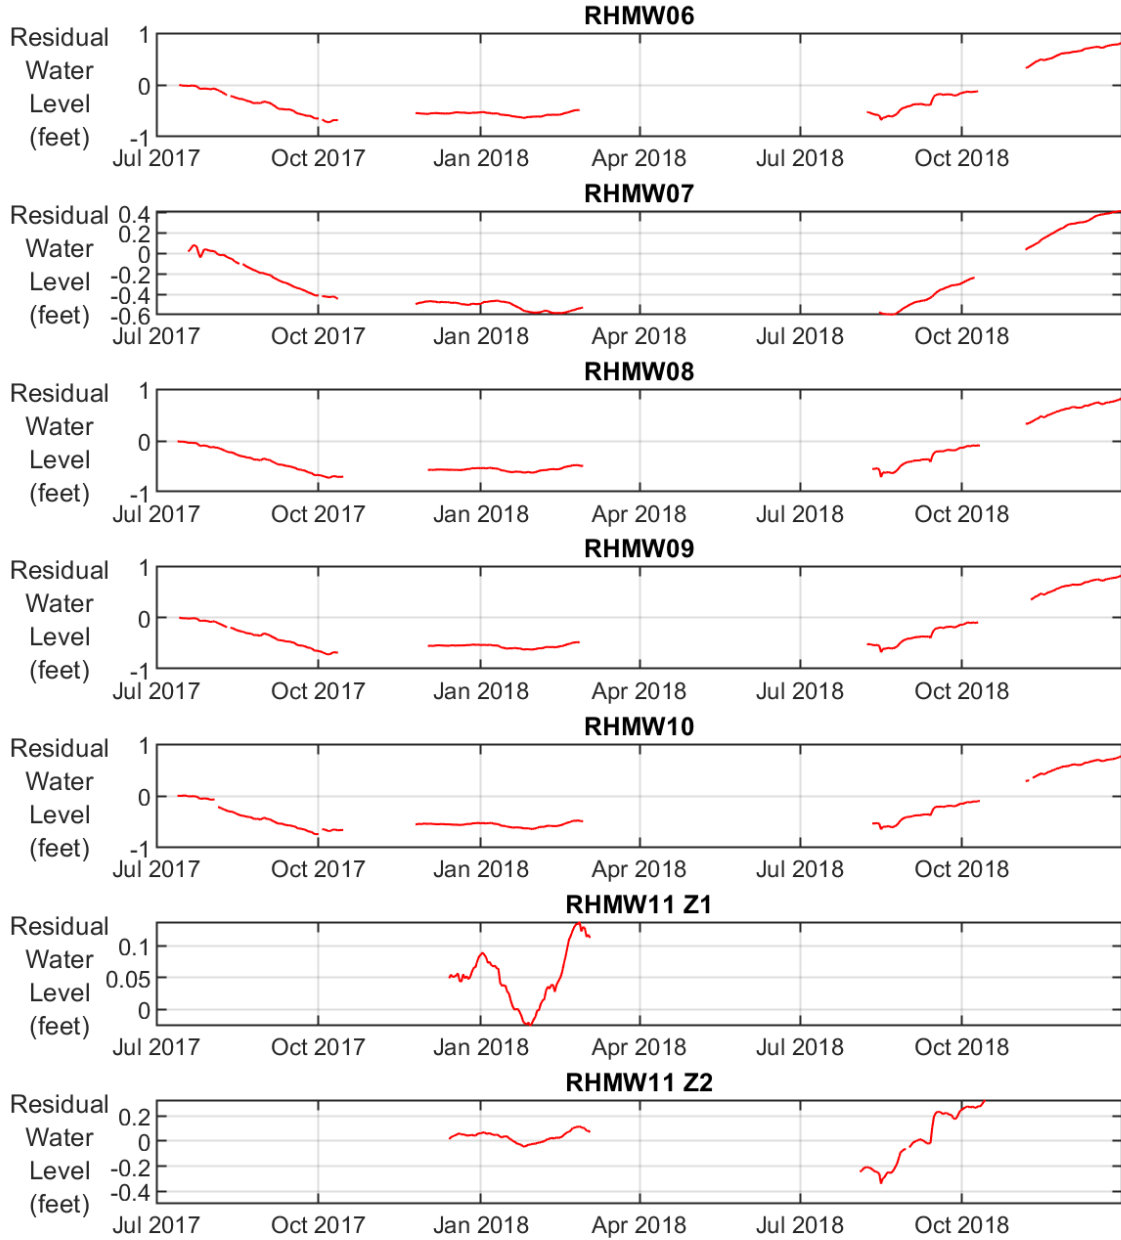 RHMW06
Residual
Water
Level
(feet)
1
0
-1
Jul 2017 Oct 2017 Jan 2018 Apr 2018 Jul 2018 Oct 2018
RHMW07
Residual
Water
Level
(feet)
0.4
0.2
0
-0.2
-0.4
-0.6
Jul 2017 Oct 2017 Jan 2018 Apr 2018 Jul 2018 Oct 2018
RHMW08
Residual
Water
Level
(feet)
1
0
-1
Jul 2017 Oct 2017 Jan 2018 Apr 2018 Jul 2018 Oct 2018
RHMW09
Residual
Water
Level
(feet)
1
0
-1
Jul 2017 Oct 2017 Jan 2018 Apr 2018 Jul 2018 Oct 2018
RHMW10
Residual
Water
Level
(feet)
1
0
-1
Jul 2017 Oct 2017 Jan 2018 Apr 2018 Jul 2018 Oct 2018
RHMW11 Z1
Residual
Water
Level
(feet)
0.1
0.05
0
Jul 2017 Oct 2017 Jan 2018 Apr 2018 Jul 2018 Oct 2018
RHMW11 Z2
Residual
Water
Level
(feet)
0.2
0
-0.2
-0.4
Jul 2017 Oct 2017 Jan 2018 Apr 2018 Jul 2018 Oct 2018